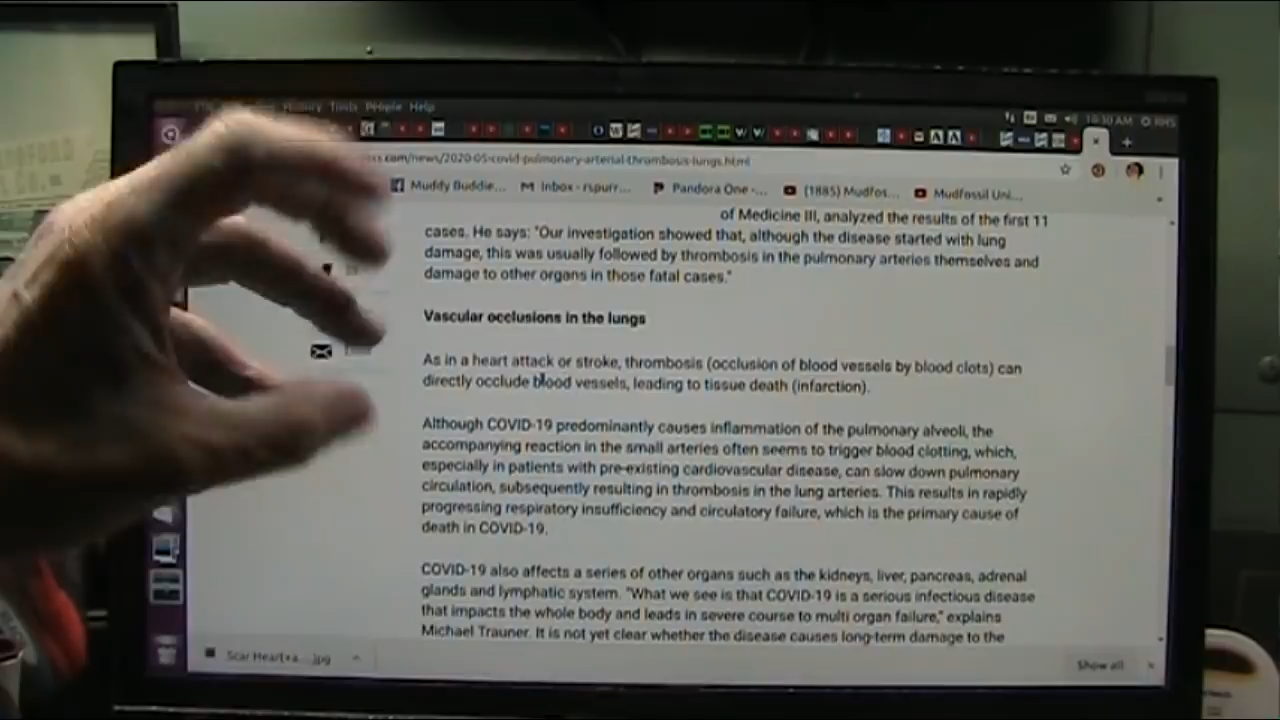 History Tools People Help
10:30 AM
.com/news/2020-05-covid-pulmonary-arterial-thrombosis-lungs.html
Muddy Buddie... Inbox - rspurr... Pandora One -... (1885) Mudfos... Mudfossil Uni...
of Medicine III, analyzed the results of the first 11
cases. He says: "Our investigation showed that, although the disease started with lung
damage, this was usually followed by thrombosis in the pulmonary arteries themselves and
damage to other organs in those fatal cases."
Vascular occlusions in the lungs
As in a heart attack or stroke, thrombosis (occlusion of blood vessels by blood clots) can
directly occlude blood vessels, leading to tissue death (infarction).
Although COVID-19 predominantly causes inflammation of the pulmonary alveoli, the
accompanying reaction in the small arteries often seems to trigger blood clotting, which,
especially in patients with pre-existing cardiovascular disease, can slow down pulmonary
circulation, subsequently resulting in thrombosis in the lung arteries. This results in rapidly
progressing respiratory insufficiency and circulatory failure, which is the primary cause of
death in COVID-19.
COVID-19 also affects a series of other organs such as the kidneys, liver, pancreas, adrenal
glands and lymphatic system. "What we see is that COVID-19 is a serious infectious disease
that impacts the whole body and leads in severe course to multi organ failure," explains
Michael Trauner. It is not yet clear whether the disease causes long-term damage to the
Scar Heart+a....jpg
Show all